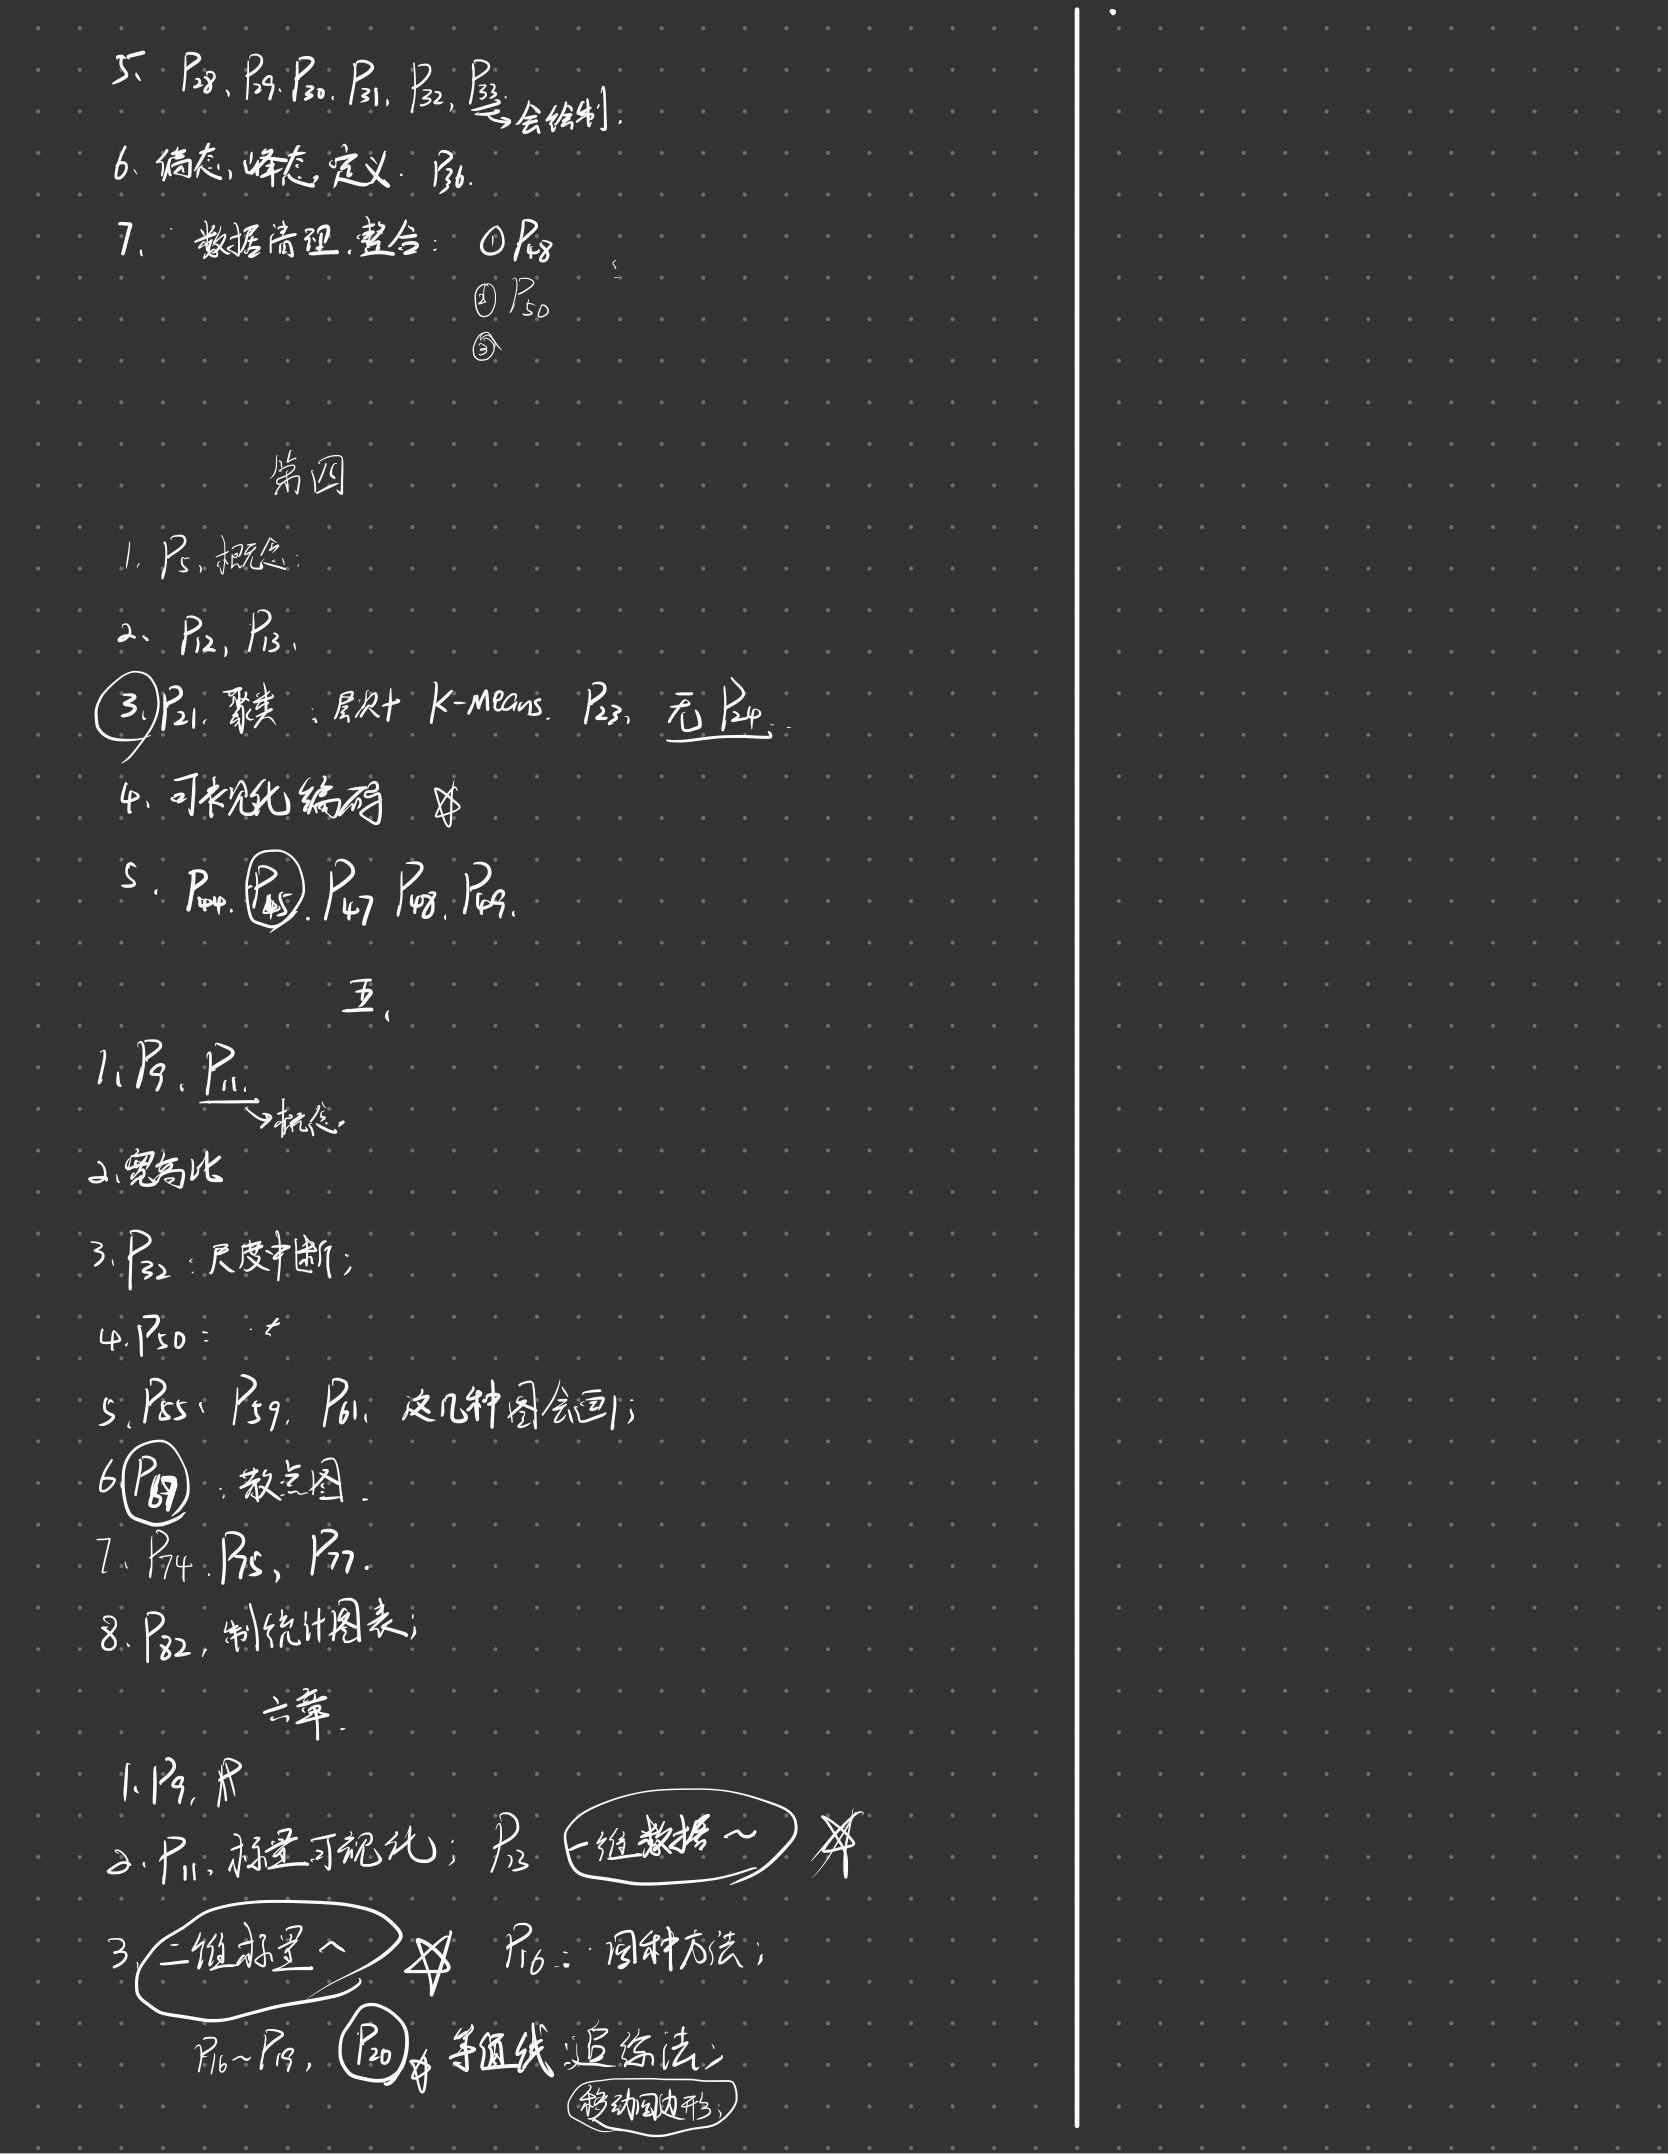 5、P28、P29、P30、P31、P32、P33.
→会绘制.
6、偏态,峰态,定义. P36.
7、数据清理.整合: ①P48
②P50
③
第四
1. P5,概念:
2、P12, P13、
3、P21. 聚类:层次+ K-Means. P23, 无P24.
4、可视化编码 ☆
5. P44. P45. P47 P48. P49.
五、
1、P9、P11.
→概念.
2、宽高比
3、P32:尺度中断;
4. P50:
5、P55、P59, P61、这几种图会画;
6. P69:散点图.
7、P74. P75、P77.
8、P82, 制统计图表;
六章.
1、P9,
2、P11, 标量可视化; P13 一维数据~ ☆
3、二维标量~ ☆ P16:四种方法;
P16~P19, P20 ☆ 等值线追踪法;
移动四边形;